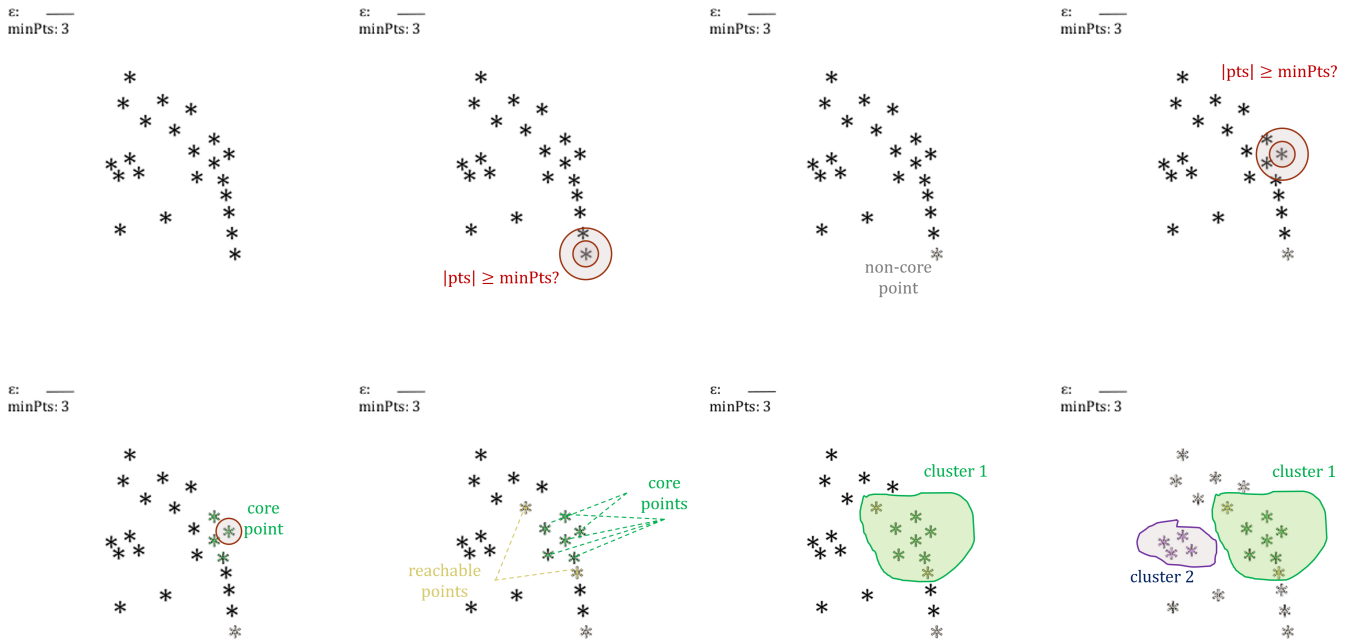 ε:
minPts: 3
ε:
minPts: 3
|pts| ≥ minPts?
ε:
minPts: 3
non-core
point
ε:
minPts: 3
|pts| ≥ minPts?
ε:
minPts: 3
core
point
ε:
minPts: 3
core
points
reachable
points
ε:
minPts: 3
cluster 1
ε:
minPts: 3
cluster 1
cluster 2